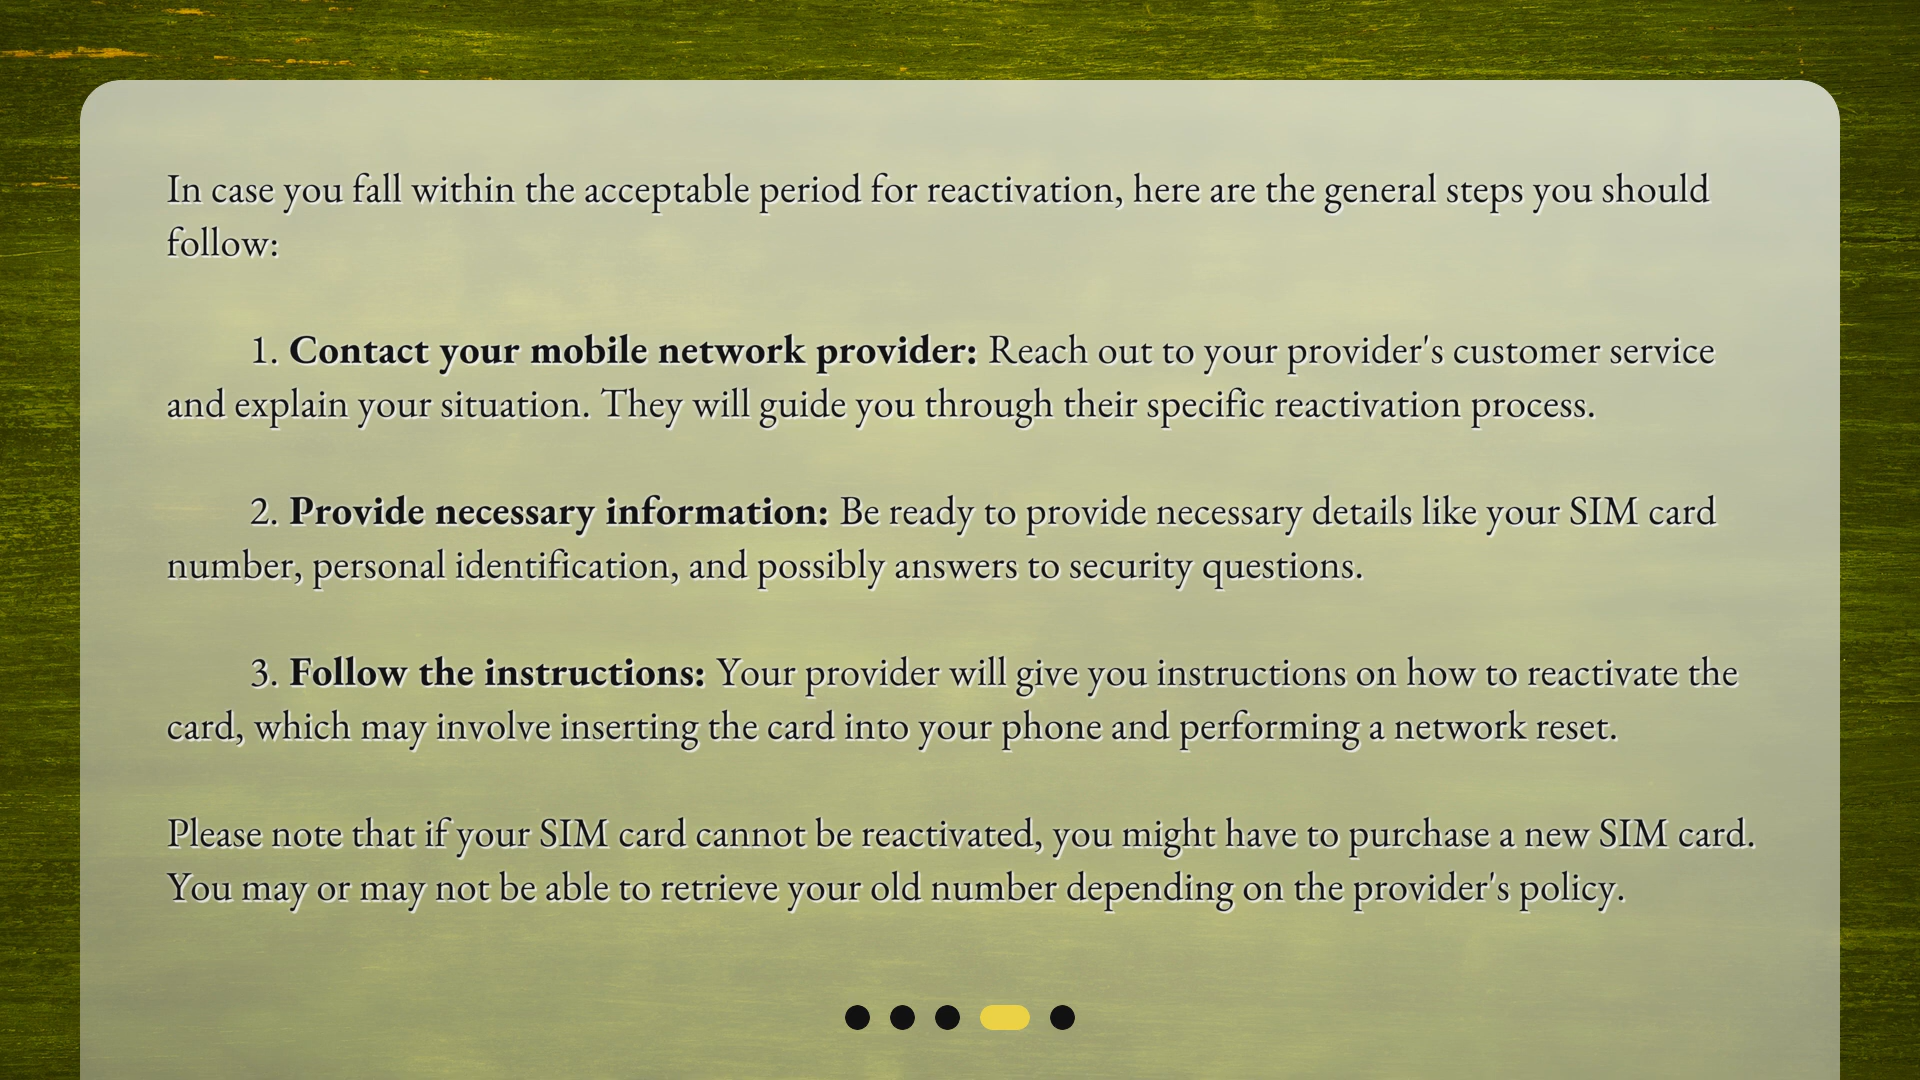 In case you fall within the acceptable period for reactivation, here are the general steps you should
follow:
1. Contact your mobile network provider: Reach out to your provider's customer service
and explain your situation. They will guide you through their specific reactivation process.
2. Provide necessary information: Be ready to provide necessary details like your SIM card
number, personal identification, and possibly answers to security questions.
3. Follow the instructions: Your provider will give you instructions on how to reactivate the
card, which may involve inserting the card into your phone and performing a network reset.
Please note that if your SIM card cannot be reactivated, you might have to purchase a new SIM card.
You may or may not be able to retrieve your old number depending on the provider's policy.